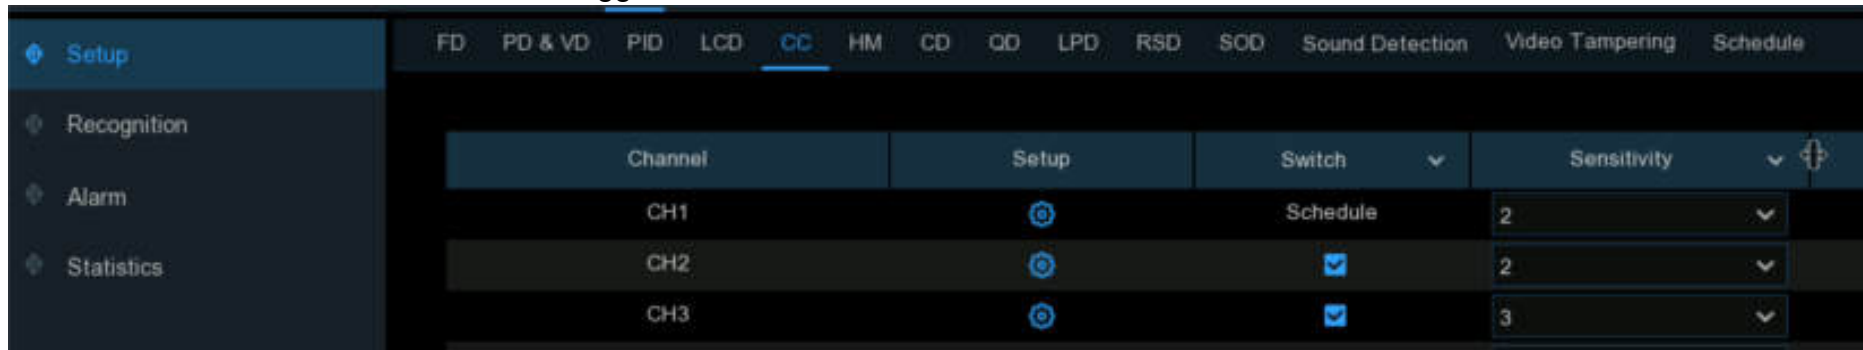 gg
Setup
FD PD & VD PID LCD CC HM CD QD LPD RSD SOD Sound Detection Video Tampering Schedule
Recognition
Alarm
Statistics
Channel Setup Switch Sensitivity
CH1 Schedule 2
CH2 2
CH3 3